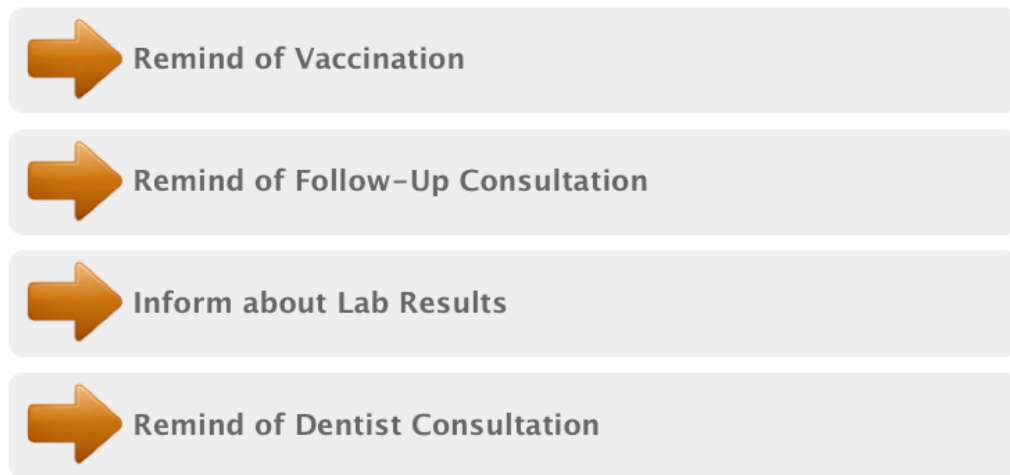 Remind of Vaccination
Remind of Follow-Up Consultation
Inform about Lab Results
Remind of Dentist Consultation